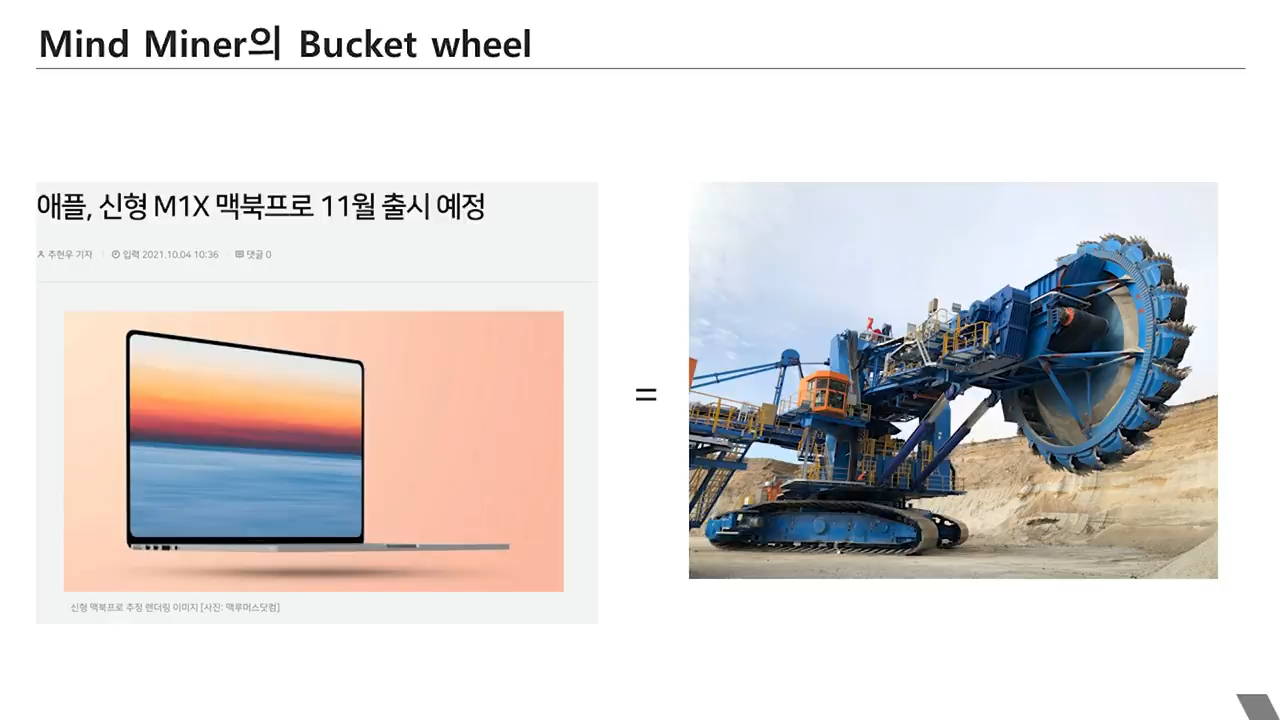 Mind Miner의 Bucket wheel
애플, 신형 M1X 맥북프로 11월 출시 예정
추현우 기자 입력 2021.10.04 10:36 댓글 0
=
신형 맥북프로 추정 렌더링 이미지 [사진: 맥루머스닷컴]